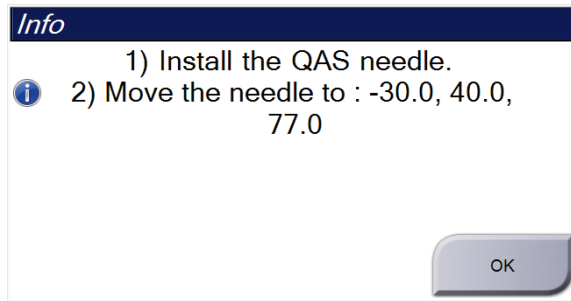 Info
1) Install the QAS needle.
2) Move the needle to : -30.0, 40.0,
77.0
OK